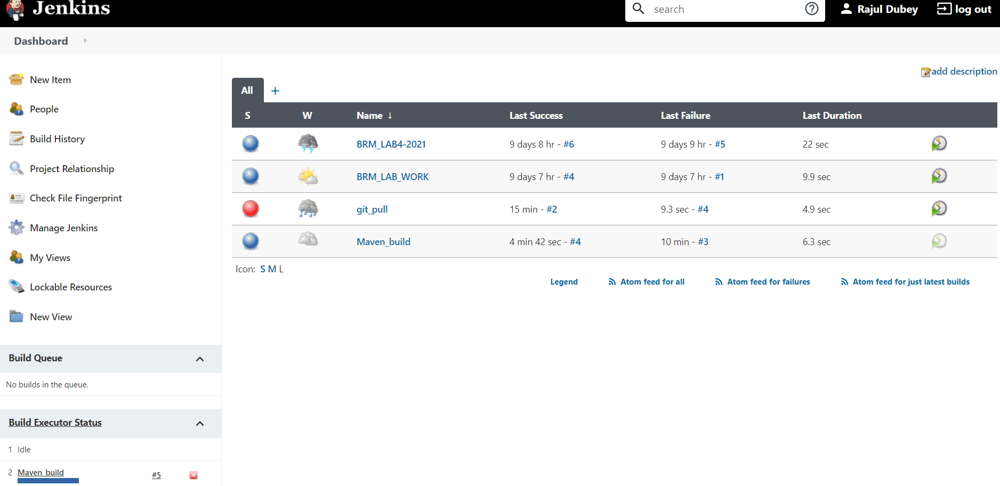 Jenkins
search
Rajul Dubey
log out
Dashboard
New Item
People
Build History
Project Relationship
Check File Fingerprint
Manage Jenkins
My Views
Lockable Resources
New View
Build Queue
No builds in the queue.
Build Executor Status
1 Idle
2 Maven_build #5
add description
All +
S W Name ↓ Last Success Last Failure Last Duration
BRM_LAB4-2021 9 days 8 hr - #6 9 days 9 hr - #5 22 sec
BRM_LAB_WORK 9 days 7 hr - #4 9 days 7 hr - #1 9.9 sec
git_pull 15 min - #2 9.3 sec - #4 4.9 sec
Maven_build 4 min 42 sec - #4 10 min - #3 6.3 sec
Icon: S M L
Legend Atom feed for all Atom feed for failures Atom feed for just latest builds